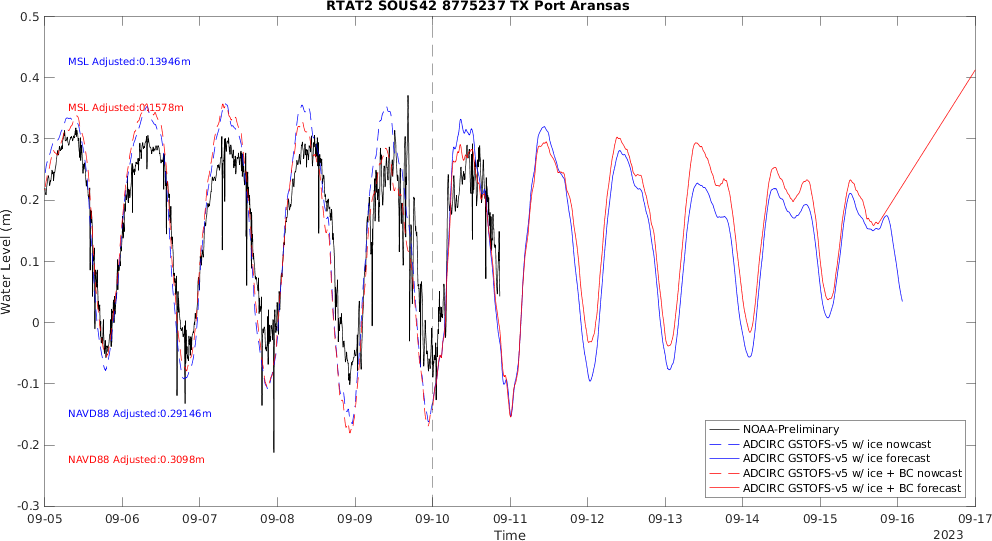 RTAT2 SOUS42 8775237 TX Port Aransas
0.5
0.4
0.3
0.2
0.1
0
-0.1
-0.2
-0.3
Water Level (m)
MSL Adjusted:0.13946m
MSL Adjusted:0.1578m
NAVD88 Adjusted:0.29146m
NAVD88 Adjusted:0.3098m
NOAA-Preliminary
ADCIRC GSTOFS-v5 w/ ice nowcast
ADCIRC GSTOFS-v5 w/ ice forecast
ADCIRC GSTOFS-v5 w/ ice + BC nowcast
ADCIRC GSTOFS-v5 w/ ice + BC forecast
09-05 09-06 09-07 09-08 09-09 09-10 09-11 09-12 09-13 09-14 09-15 09-16 09-17
Time
2023